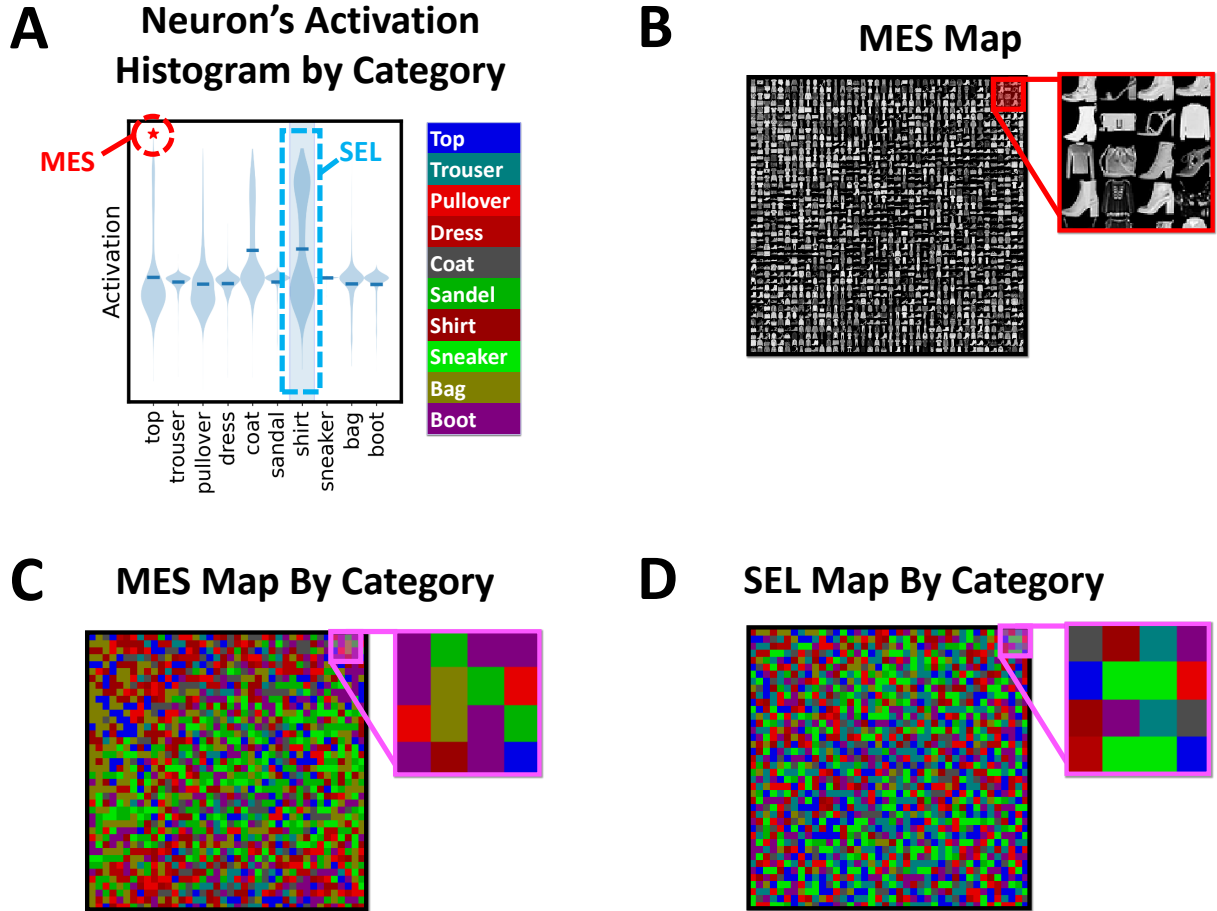 A
Neuron's Activation
Histogram by Category
MES
SEL
Activation
top
trouser
pullover
dress
coat
sandal
shirt
sneaker
bag
boot
Top
Trouser
Pullover
Dress
Coat
Sandel
Shirt
Sneaker
Bag
Boot
B
MES Map
C
MES Map By Category
D
SEL Map By Category